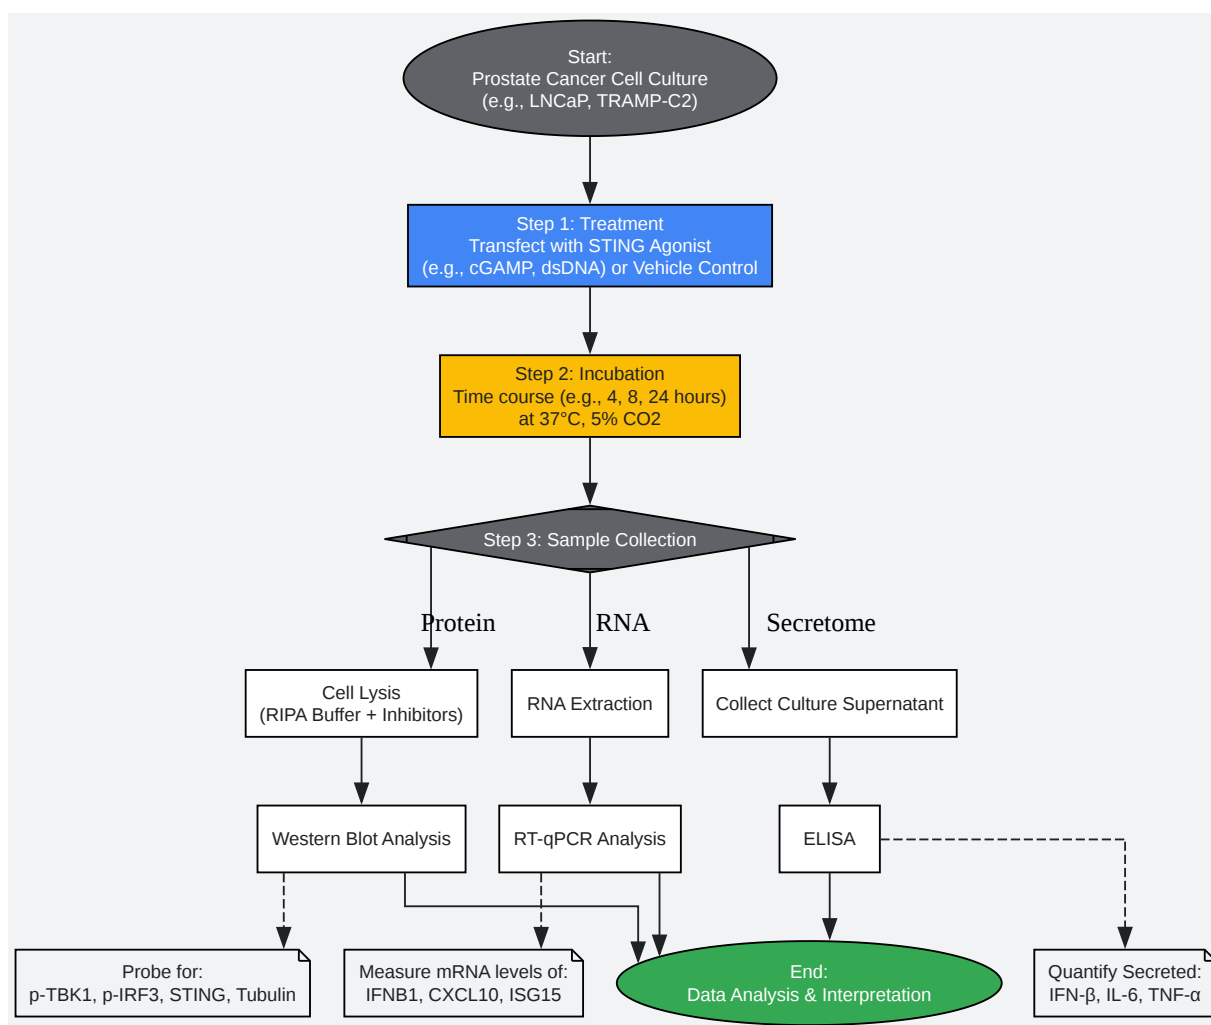 Start:
Prostate Cancer Cell Culture
(e.g., LNCaP, TRAMP-C2)
Step 1: Treatment
Transfect with STING Agonist
(e.g., cGAMP, dsDNA) or Vehicle Control
Step 2: Incubation
Time course (e.g., 4, 8, 24 hours)
at 37°C, 5% CO2
Step 3: Sample Collection
Protein
RNA
Secretome
Cell Lysis
(RIPA Buffer + Inhibitors)
RNA Extraction
Collect Culture Supernatant
Western Blot Analysis
RT-qPCR Analysis
ELISA
Probe for:
p-TBK1, p-IRF3, STING, Tubulin
Measure mRNA levels of:
IFNB1, CXCL10, ISG15
End:
Data Analysis & Interpretation
Quantify Secreted:
IFN-β, IL-6, TNF-α